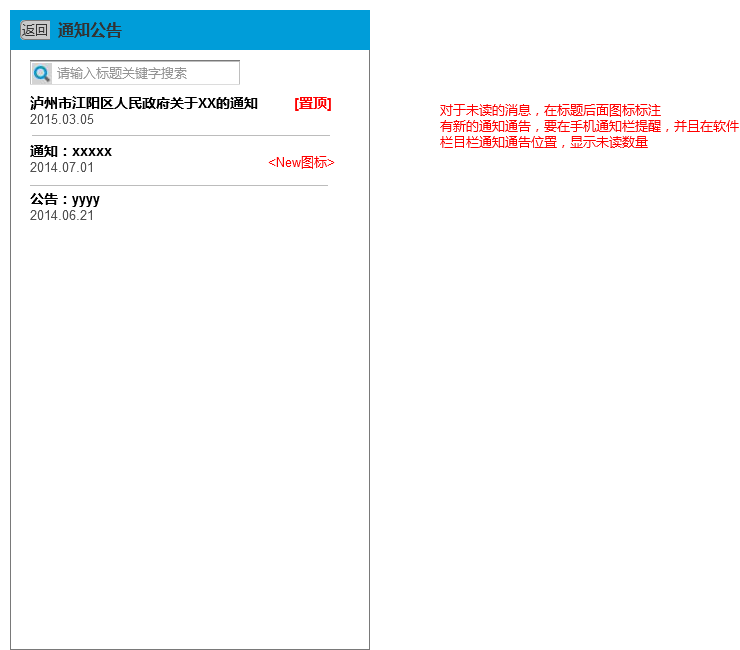 返回 通知公告
请输入标题关键字搜索
泸州市江阳区人民政府关于XX的通知 [置顶]
2015.03.05
通知：xxxxx
2014.07.01 <New图标>
公告：yyyy
2014.06.21
对于未读的消息，在标题后面图标标注
有新的通知通告，要在手机通知栏提醒，并且在软件
栏目栏通知通告位置，显示未读数量